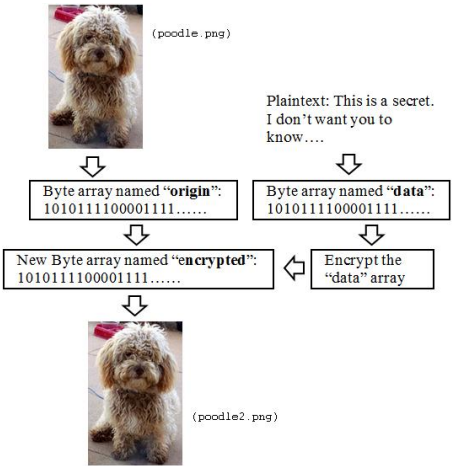 (poodle.png)
Plaintext: This is a secret.
I don't want you to
know….
Byte array named “origin”:
1010111100001111……
Byte array named “data”:
1010111100001111……
New Byte array named “encrypted”:
1010111100001111……
Encrypt the
“data” array
(poodle2.png)